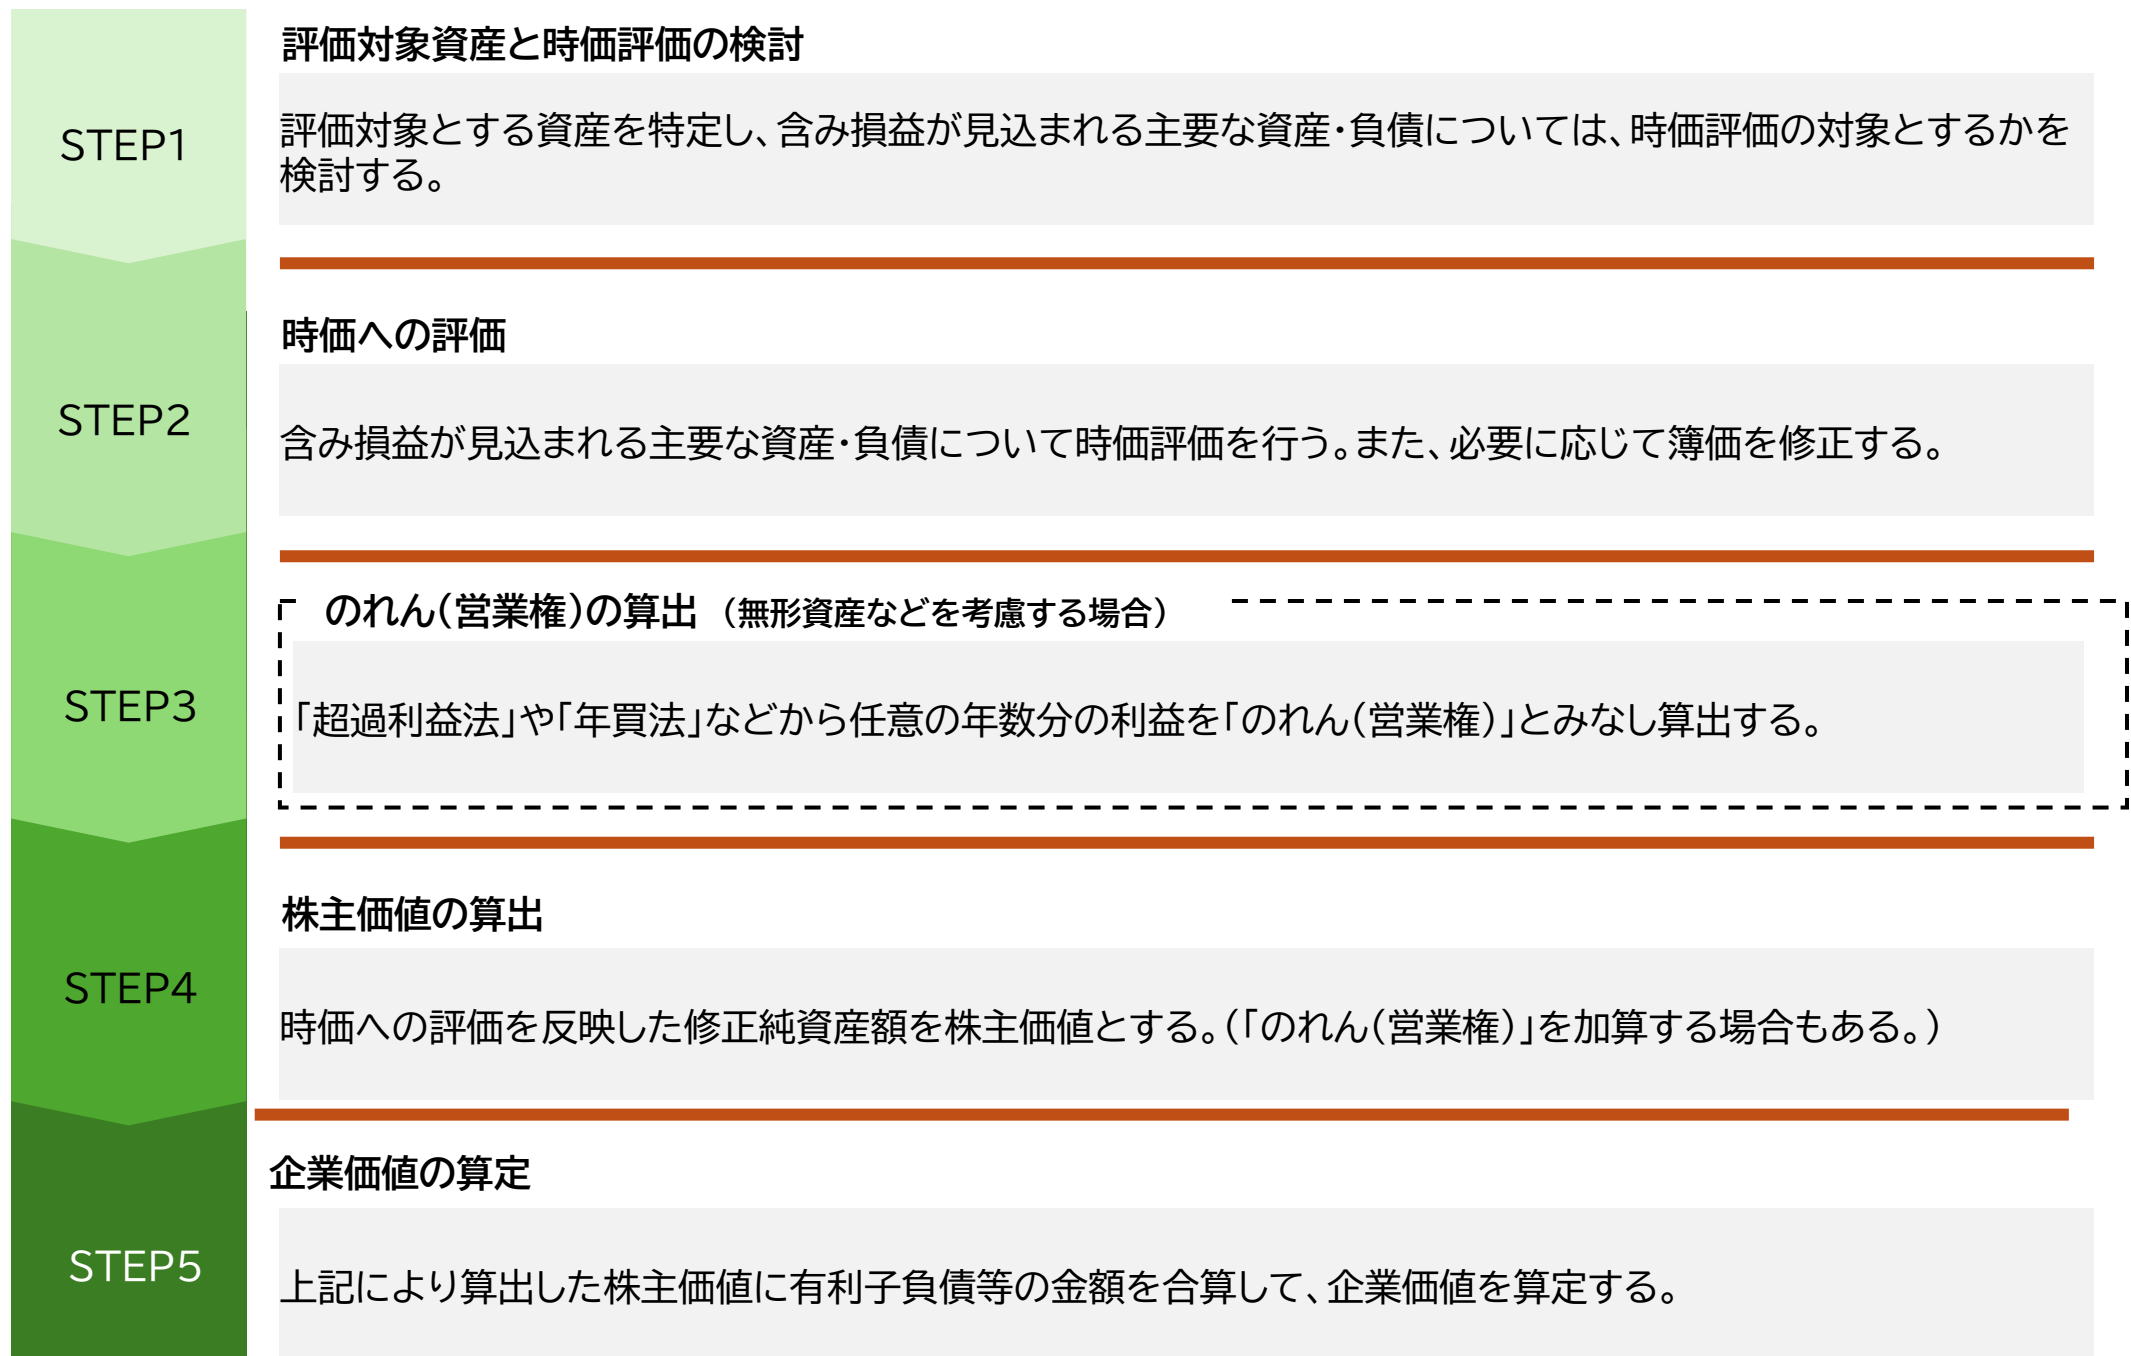 評価対象資産と時価評価の検討
STEP1
評価対象とする資産を特定し、含み損益が見込まれる主要な資産・負債については、時価評価の対象とするかを
検討する。
時価への評価
STEP2
含み損益が見込まれる主要な資産・負債について時価評価を行う。また、必要に応じて簿価を修正する。
のれん(営業権)の算出 (無形資産などを考慮する場合)
STEP3
「超過利益法」や「年買法」などから任意の年数分の利益を「のれん(営業権)」とみなし算出する。
株主価値の算出
STEP4
時価への評価を反映した修正純資産額を株主価値とする。(「のれん(営業権)」を加算する場合もある。)
企業価値の算定
STEP5
上記により算出した株主価値に有利子負債等の金額を合算して、企業価値を算定する。